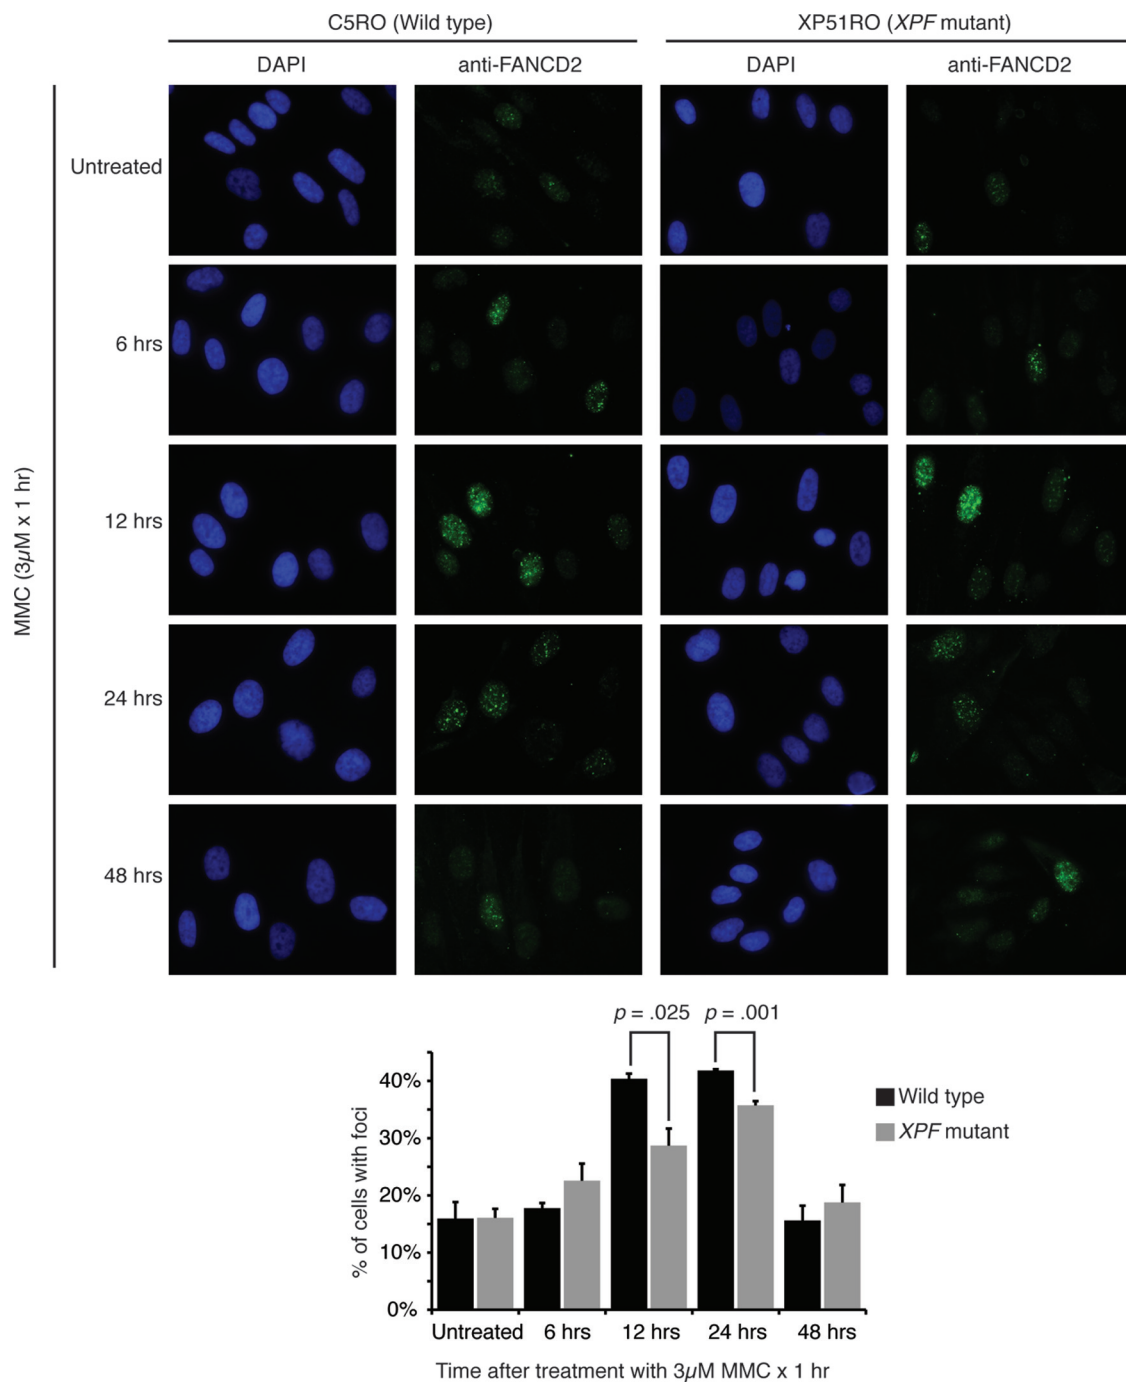 C5RO (Wild type)
XP51RO (XPF mutant)
DAPI
anti-FANCD2
DAPI
anti-FANCD2
Untreated
6 hrs
12 hrs
24 hrs
48 hrs
MMC (3µM x 1 hr)
p = .025
p = .001
40%
30%
20%
10%
0%
% of cells with foci
Wild type
XPF mutant
Untreated
6 hrs
12 hrs
24 hrs
48 hrs
Time after treatment with 3µM MMC x 1 hr